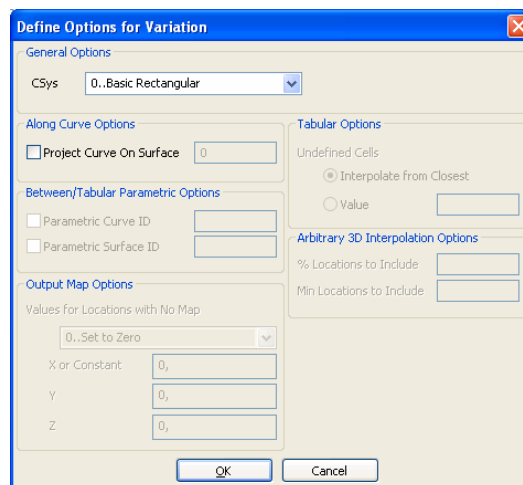 Define Options for Variation
General Options
CSys
0..Basic Rectangular
Along Curve Options
Project Curve On Surface
0
Between/Tabular Parametric Options
Parametric Curve ID
Parametric Surface ID
Output Map Options
Values for Locations with No Map
0..Set to Zero
X or Constant
0,
Y
0,
Z
0,
Tabular Options
Undefined Cells
Interpolate from Closest
Value
Arbitrary 3D Interpolation Options
% Locations to Include
Min Locations to Include
OK
Cancel